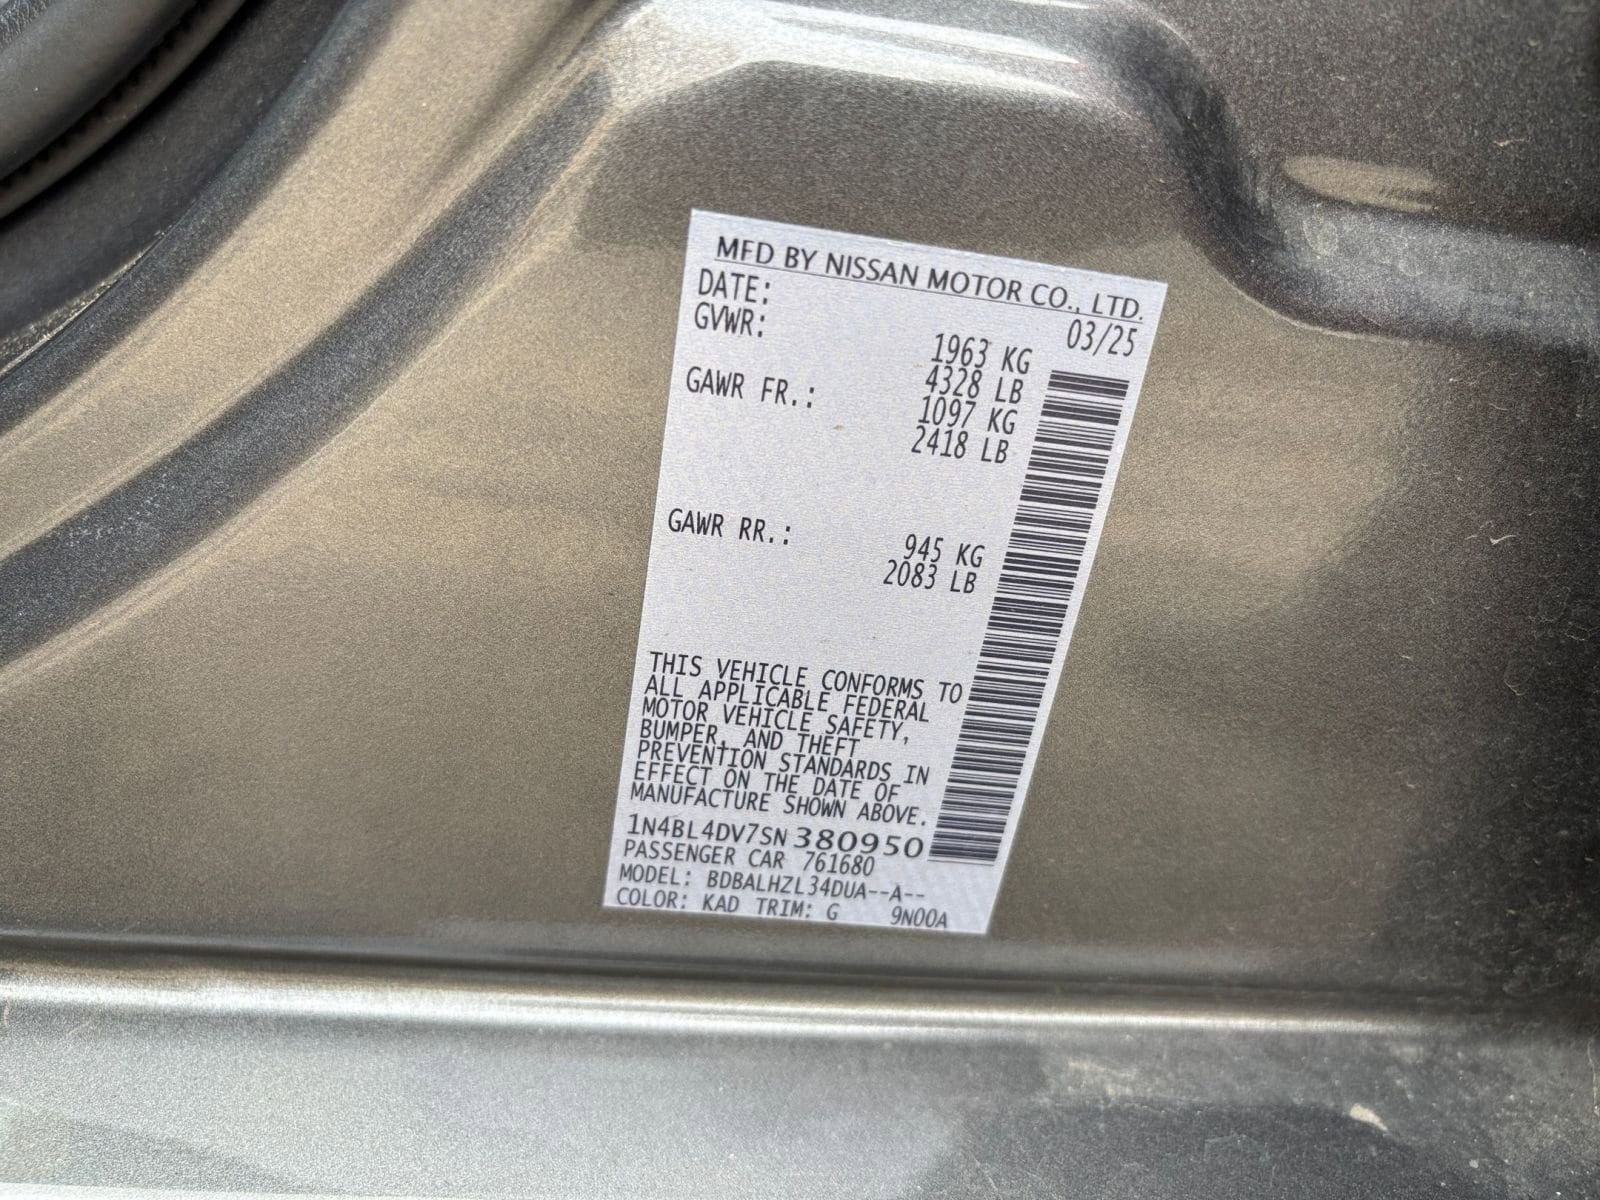 MFD BY NISSAN MOTOR CO., LTD.
DATE: 03/25
GVWR: 1963 KG
4328 LB
GAWR FR.: 1097 KG
2418 LB
GAWR RR.: 945 KG
2083 LB
THIS VEHICLE CONFORMS TO
ALL APPLICABLE FEDERAL
MOTOR VEHICLE SAFETY,
BUMPER, AND THEFT
PREVENTION STANDARDS IN
EFFECT ON THE DATE OF
MANUFACTURE SHOWN ABOVE.
1N4BL4DV7SN380950
PASSENGER CAR 761680
MODEL: BDBALHZL34DUA--A--
COLOR: KAD TRIM: G 9N00A